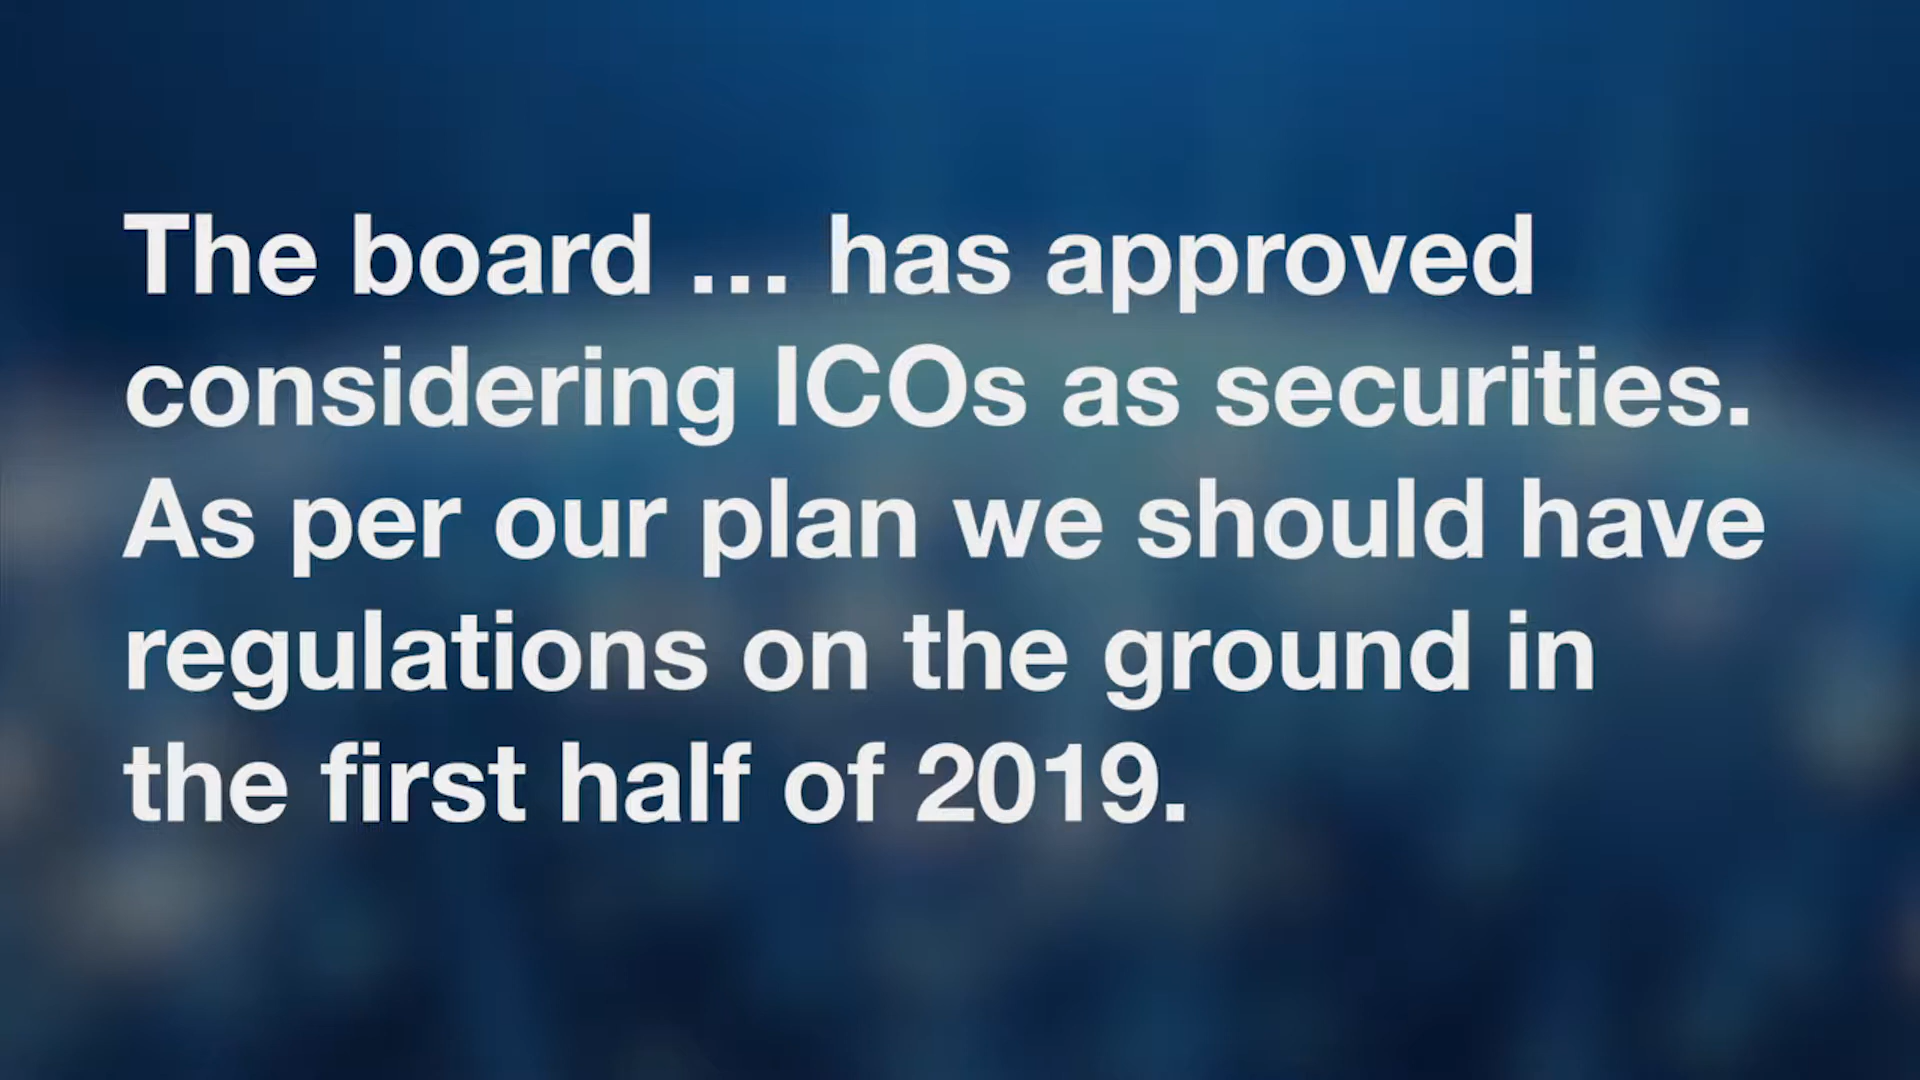 The board ... has approved
considering ICOs as securities.
As per our plan we should have
regulations on the ground in
the first half of 2019.